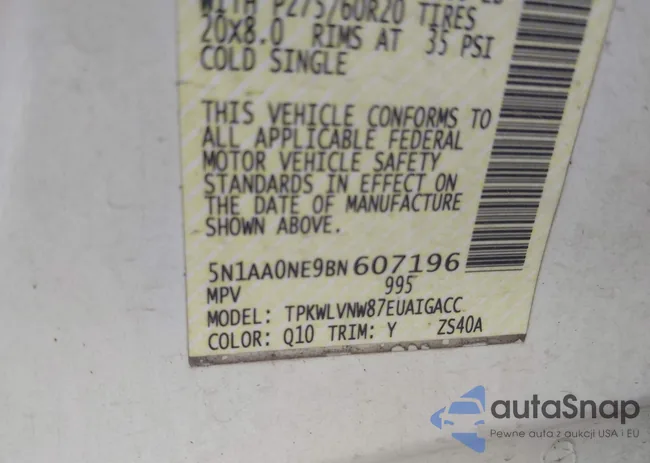 WITH P275/60R20 TIRES
20X8.0 RIMS AT 35 PSI
COLD SINGLE
THIS VEHICLE CONFORMS TO
ALL APPLICABLE FEDERAL
MOTOR VEHICLE SAFETY
STANDARDS IN EFFECT ON
THE DATE OF MANUFACTURE
SHOWN ABOVE.
5N1AA0NE9BN607196
MPV 995
MODEL: TPKWLVNW87EUAIGACC
COLOR: Q10 TRIM: Y ZS40A
autaSnap
Pewne auta z aukcji USA i EU